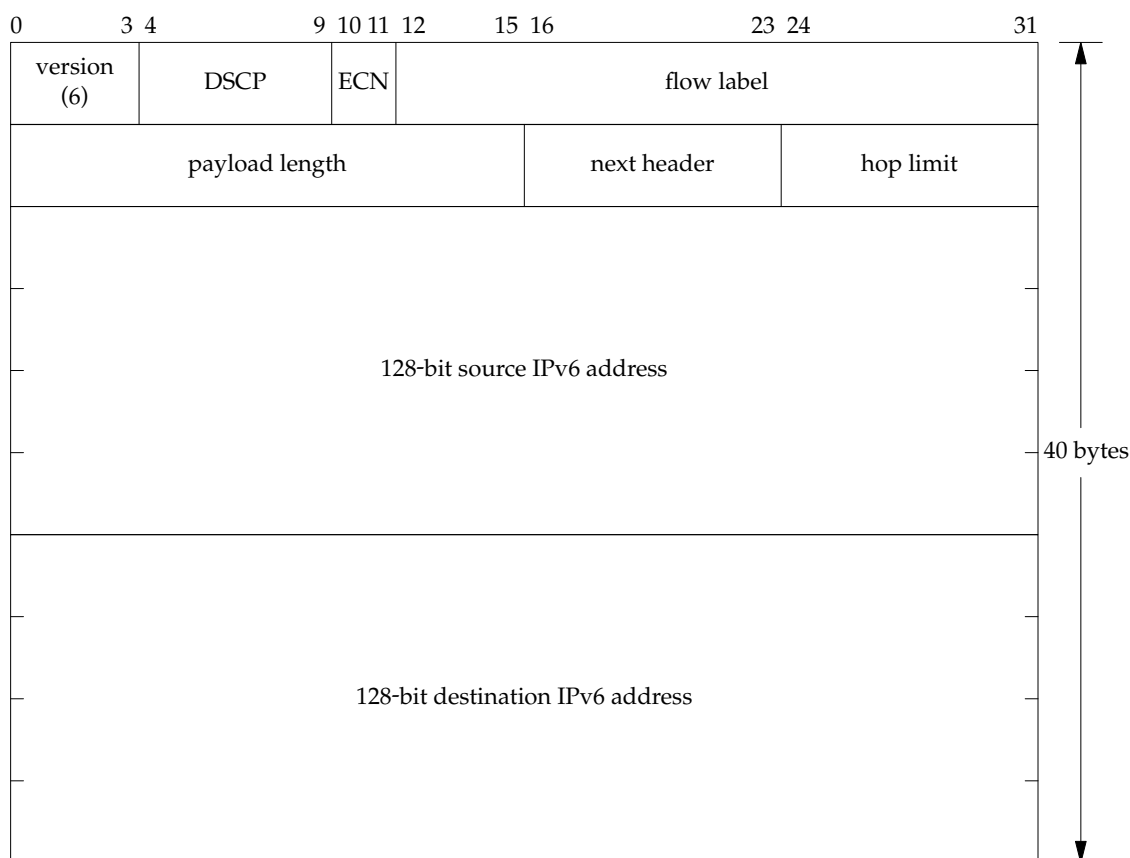 0 3 4 9 10 11 12 15 16 23 24 31
version
(6)
DSCP
ECN
flow label
payload length
next header
hop limit
128-bit source IPv6 address
40 bytes
128-bit destination IPv6 address